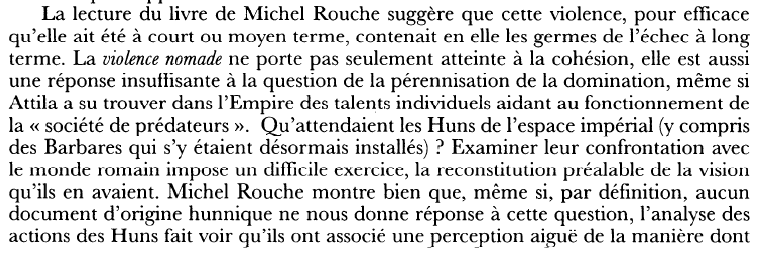 La lecture du livre de Michel Rouche suggère que cette violence, pour efficace
qu'elle ait été à court ou moyen terme, contenait en elle les germes de l'échec à long
terme. La violence nomade ne porte pas seulement atteinte à la cohésion, elle est aussi
une réponse insuffisante à la question de la pérennisation de la domination, même si
Attila a su trouver dans l'Empire des talents individuels aidant au fonctionnement de
la « société de prédateurs ». Qu'attendaient les Huns de l'espace impérial (y compris
des Barbares qui s'y étaient désormais installés) ? Examiner leur confrontation avec
le monde romain impose un difficile exercice, la reconstitution préalable de la vision
qu'ils en avaient. Michel Rouche montre bien que, même si, par définition, aucun
document d'origine hunnique ne nous donne réponse à cette question, l'analyse des
actions des Huns fait voir qu'ils ont associé une perception aiguë de la manière dont